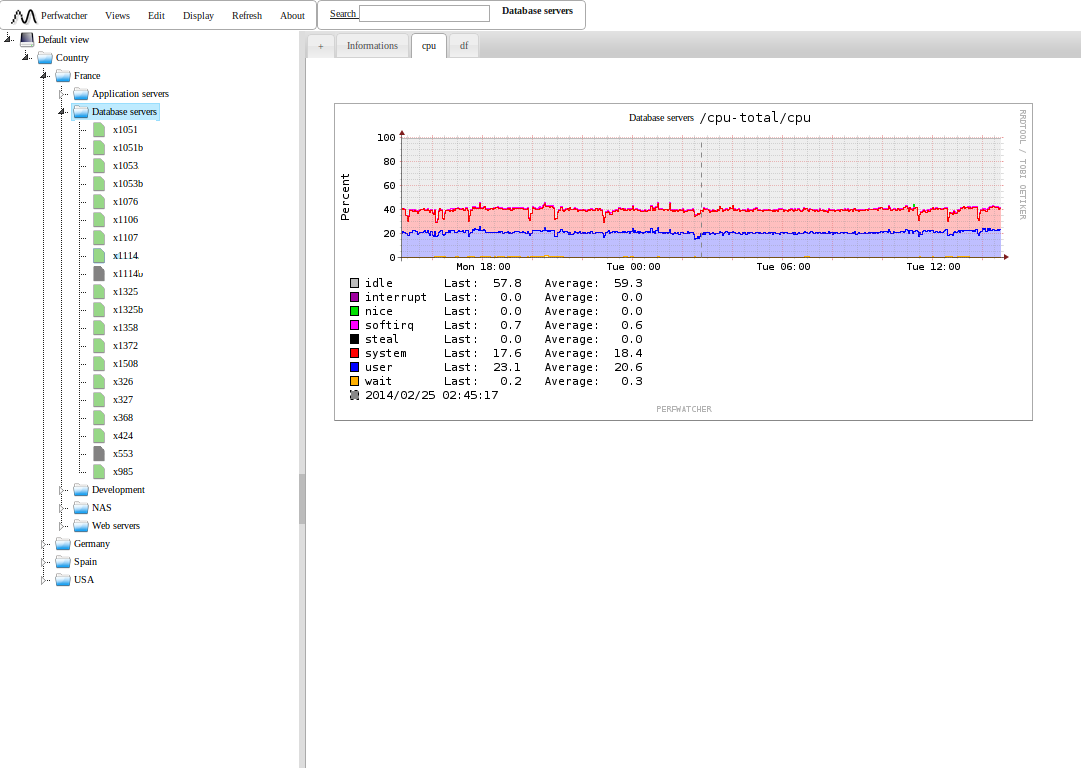 Perfwatcher Views Edit Display Refresh About Search Database servers
Default view
Country
France
Application servers
Database servers
x1051
x1051b
x1053
x1053b
x1076
x1106
x1107
x1114
x1114b
x1325
x1325b
x1358
x1372
x1508
x326
x327
x368
x424
x553
x985
Development
NAS
Web servers
Germany
Spain
USA
+ Informations cpu df
Database servers /cpu-total/cpu
RRDTOOL / TOBI OETIKER
Percent
100
80
60
40
20
0
Mon 18:00 Tue 00:00 Tue 06:00 Tue 12:00
idle Last: 57.8 Average: 59.3
interrupt Last: 0.0 Average: 0.0
nice Last: 0.0 Average: 0.0
softirq Last: 0.7 Average: 0.6
steal Last: 0.0 Average: 0.0
system Last: 17.6 Average: 18.4
user Last: 23.1 Average: 20.6
wait Last: 0.2 Average: 0.3
2014/02/25 02:45:17
PERFWATCHER